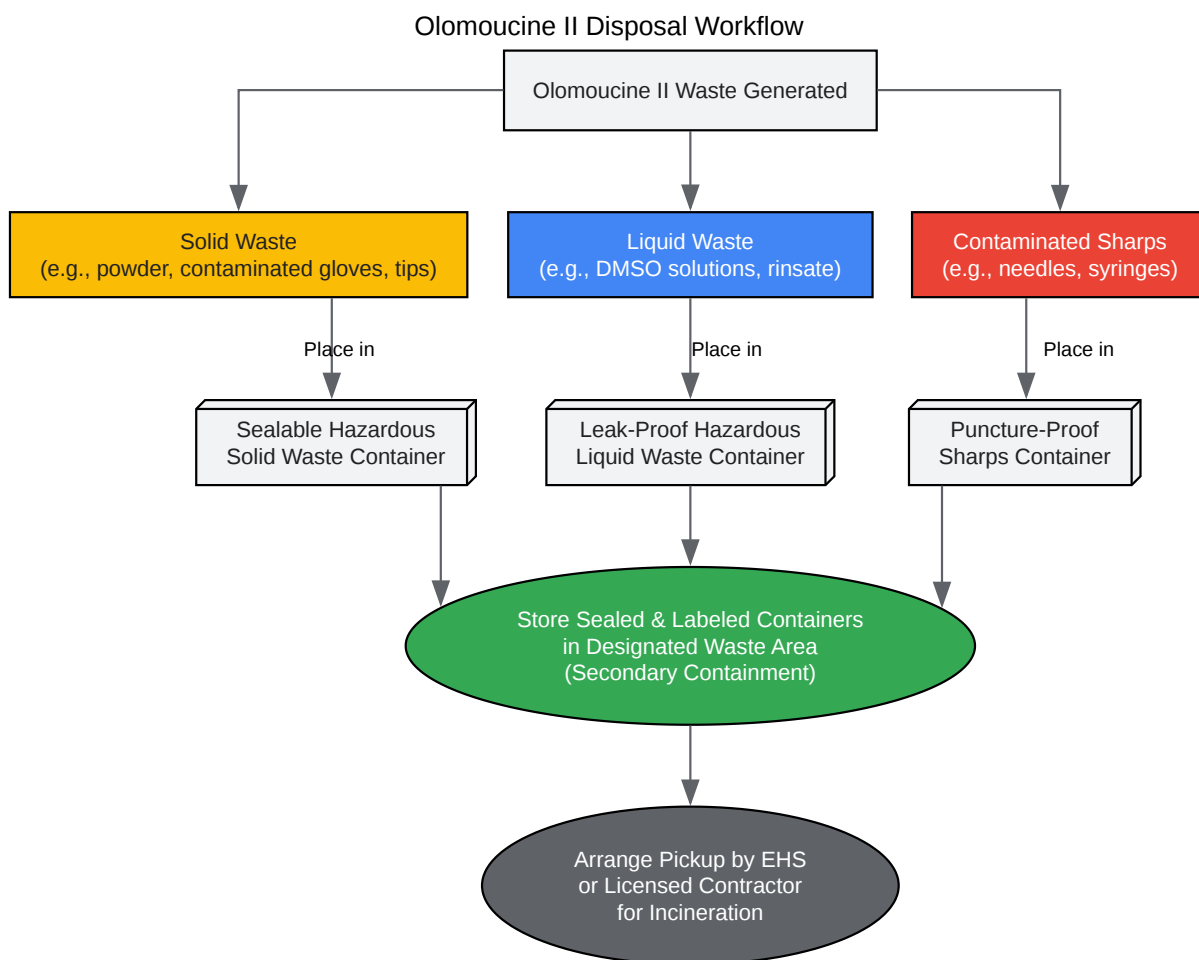 Olomoucine II Disposal Workflow
Olomoucine II Waste Generated
Solid Waste
(e.g., powder, contaminated gloves, tips)
Liquid Waste
(e.g., DMSO solutions, rinsate)
Contaminated Sharps
(e.g., needles, syringes)
Place in
Place in
Place in
Sealable Hazardous
Solid Waste Container
Leak-Proof Hazardous
Liquid Waste Container
Puncture-Proof
Sharps Container
Store Sealed & Labeled Containers
in Designated Waste Area
(Secondary Containment)
Arrange Pickup by EHS
or Licensed Contractor
for Incineration